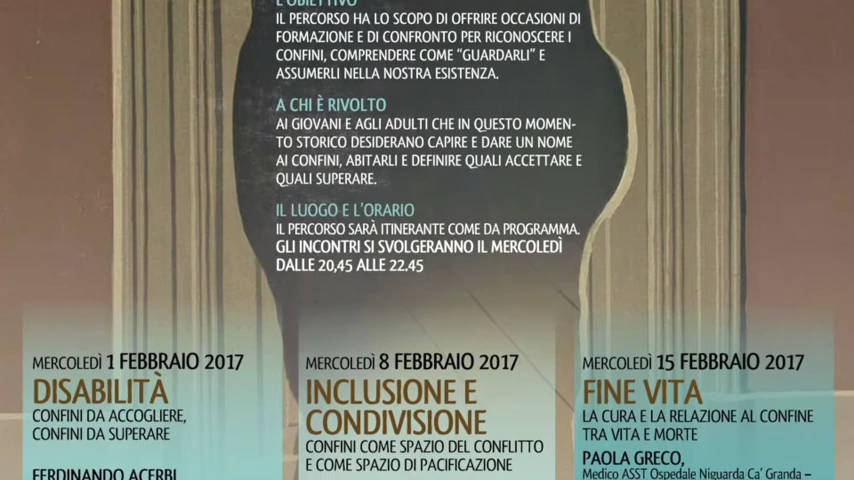 L'OBIETTIVO
IL PERCORSO HA LO SCOPO DI OFFRIRE OCCASIONI DI
FORMAZIONE E DI CONFRONTO PER RICONOSCERE I
CONFINI, COMPRENDERE COME “GUARDARLI” E
ASSUMERLI NELLA NOSTRA ESISTENZA.
A CHI È RIVOLTO
AI GIOVANI E AGLI ADULTI CHE IN QUESTO MOMEN-
TO STORICO DESIDERANO CAPIRE E DARE UN NOME
AI CONFINI, ABITARLI E DEFINIRE QUALI ACCETTARE E
QUALI SUPERARE.
IL LUOGO E L’ORARIO
IL PERCORSO SARÀ ITINERANTE COME DA PROGRAMMA.
GLI INCONTRI SI SVOLGERANNO IL MERCOLEDÌ
DALLE 20,45 ALLE 22.45
MERCOLEDÌ 1 FEBBRAIO 2017
DISABILITÀ
CONFINI DA ACCOGLIERE,
CONFINI DA SUPERARE
FERDINANDO ACERBI
MERCOLEDÌ 8 FEBBRAIO 2017
INCLUSIONE E
CONDIVISIONE
CONFINI COME SPAZIO DEL CONFLITTO
E COME SPAZIO DI PACIFICAZIONE
MERCOLEDÌ 15 FEBBRAIO 2017
FINE VITA
LA CURA E LA RELAZIONE AL CONFINE
TRA VITA E MORTE
PAOLA GRECO,
Medico ASST Ospedale Niguarda Ca’ Granda –